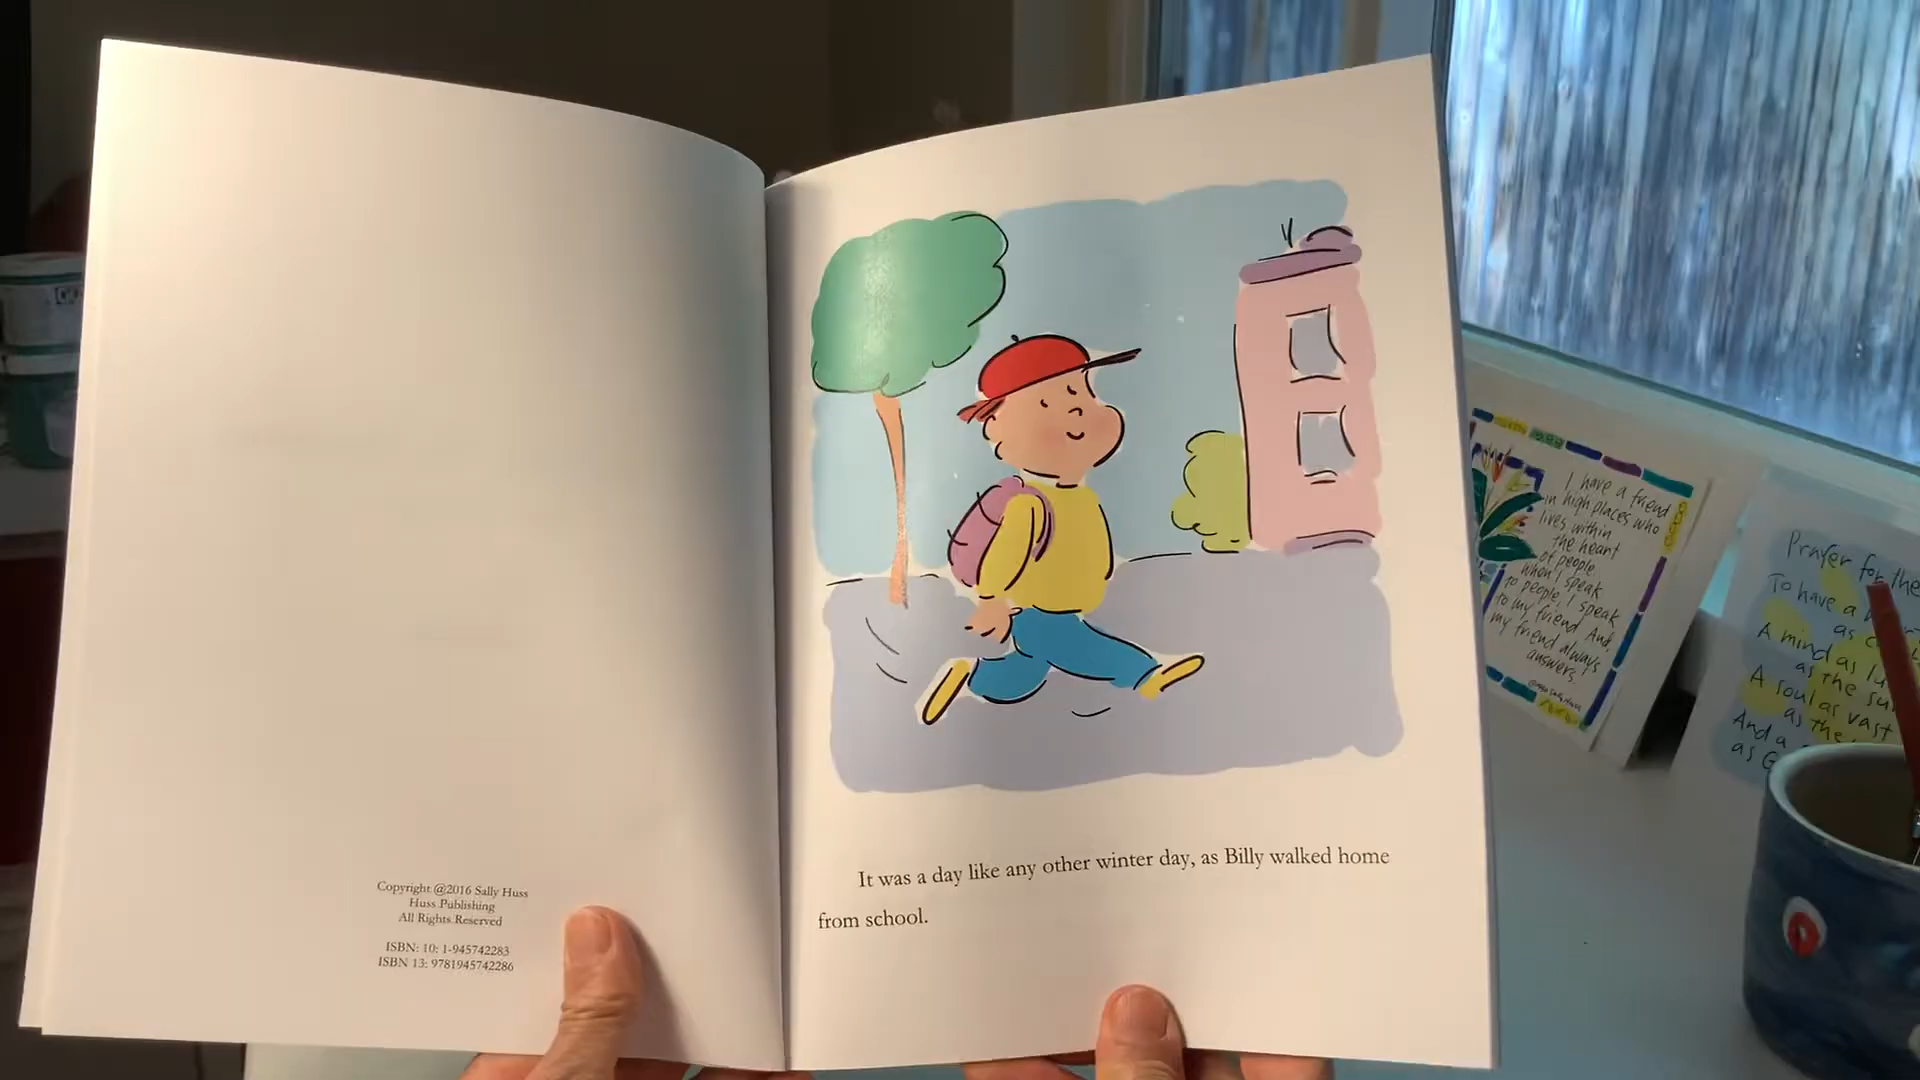 Copyright @2016 Sally Huss
Huss Publishing
All Rights Reserved
ISBN: 10: 1-945742283
ISBN 13: 9781945742286
It was a day like any other winter day, as Billy walked home
from school.
I have a friend
in high places who
lives within
the heart
of people.
When I speak
to people, I speak
to my friend. And,
my friend always
answers.
Prayer for the
To have a
as
A mind as
as the
A soul as vast
as the
And a
as